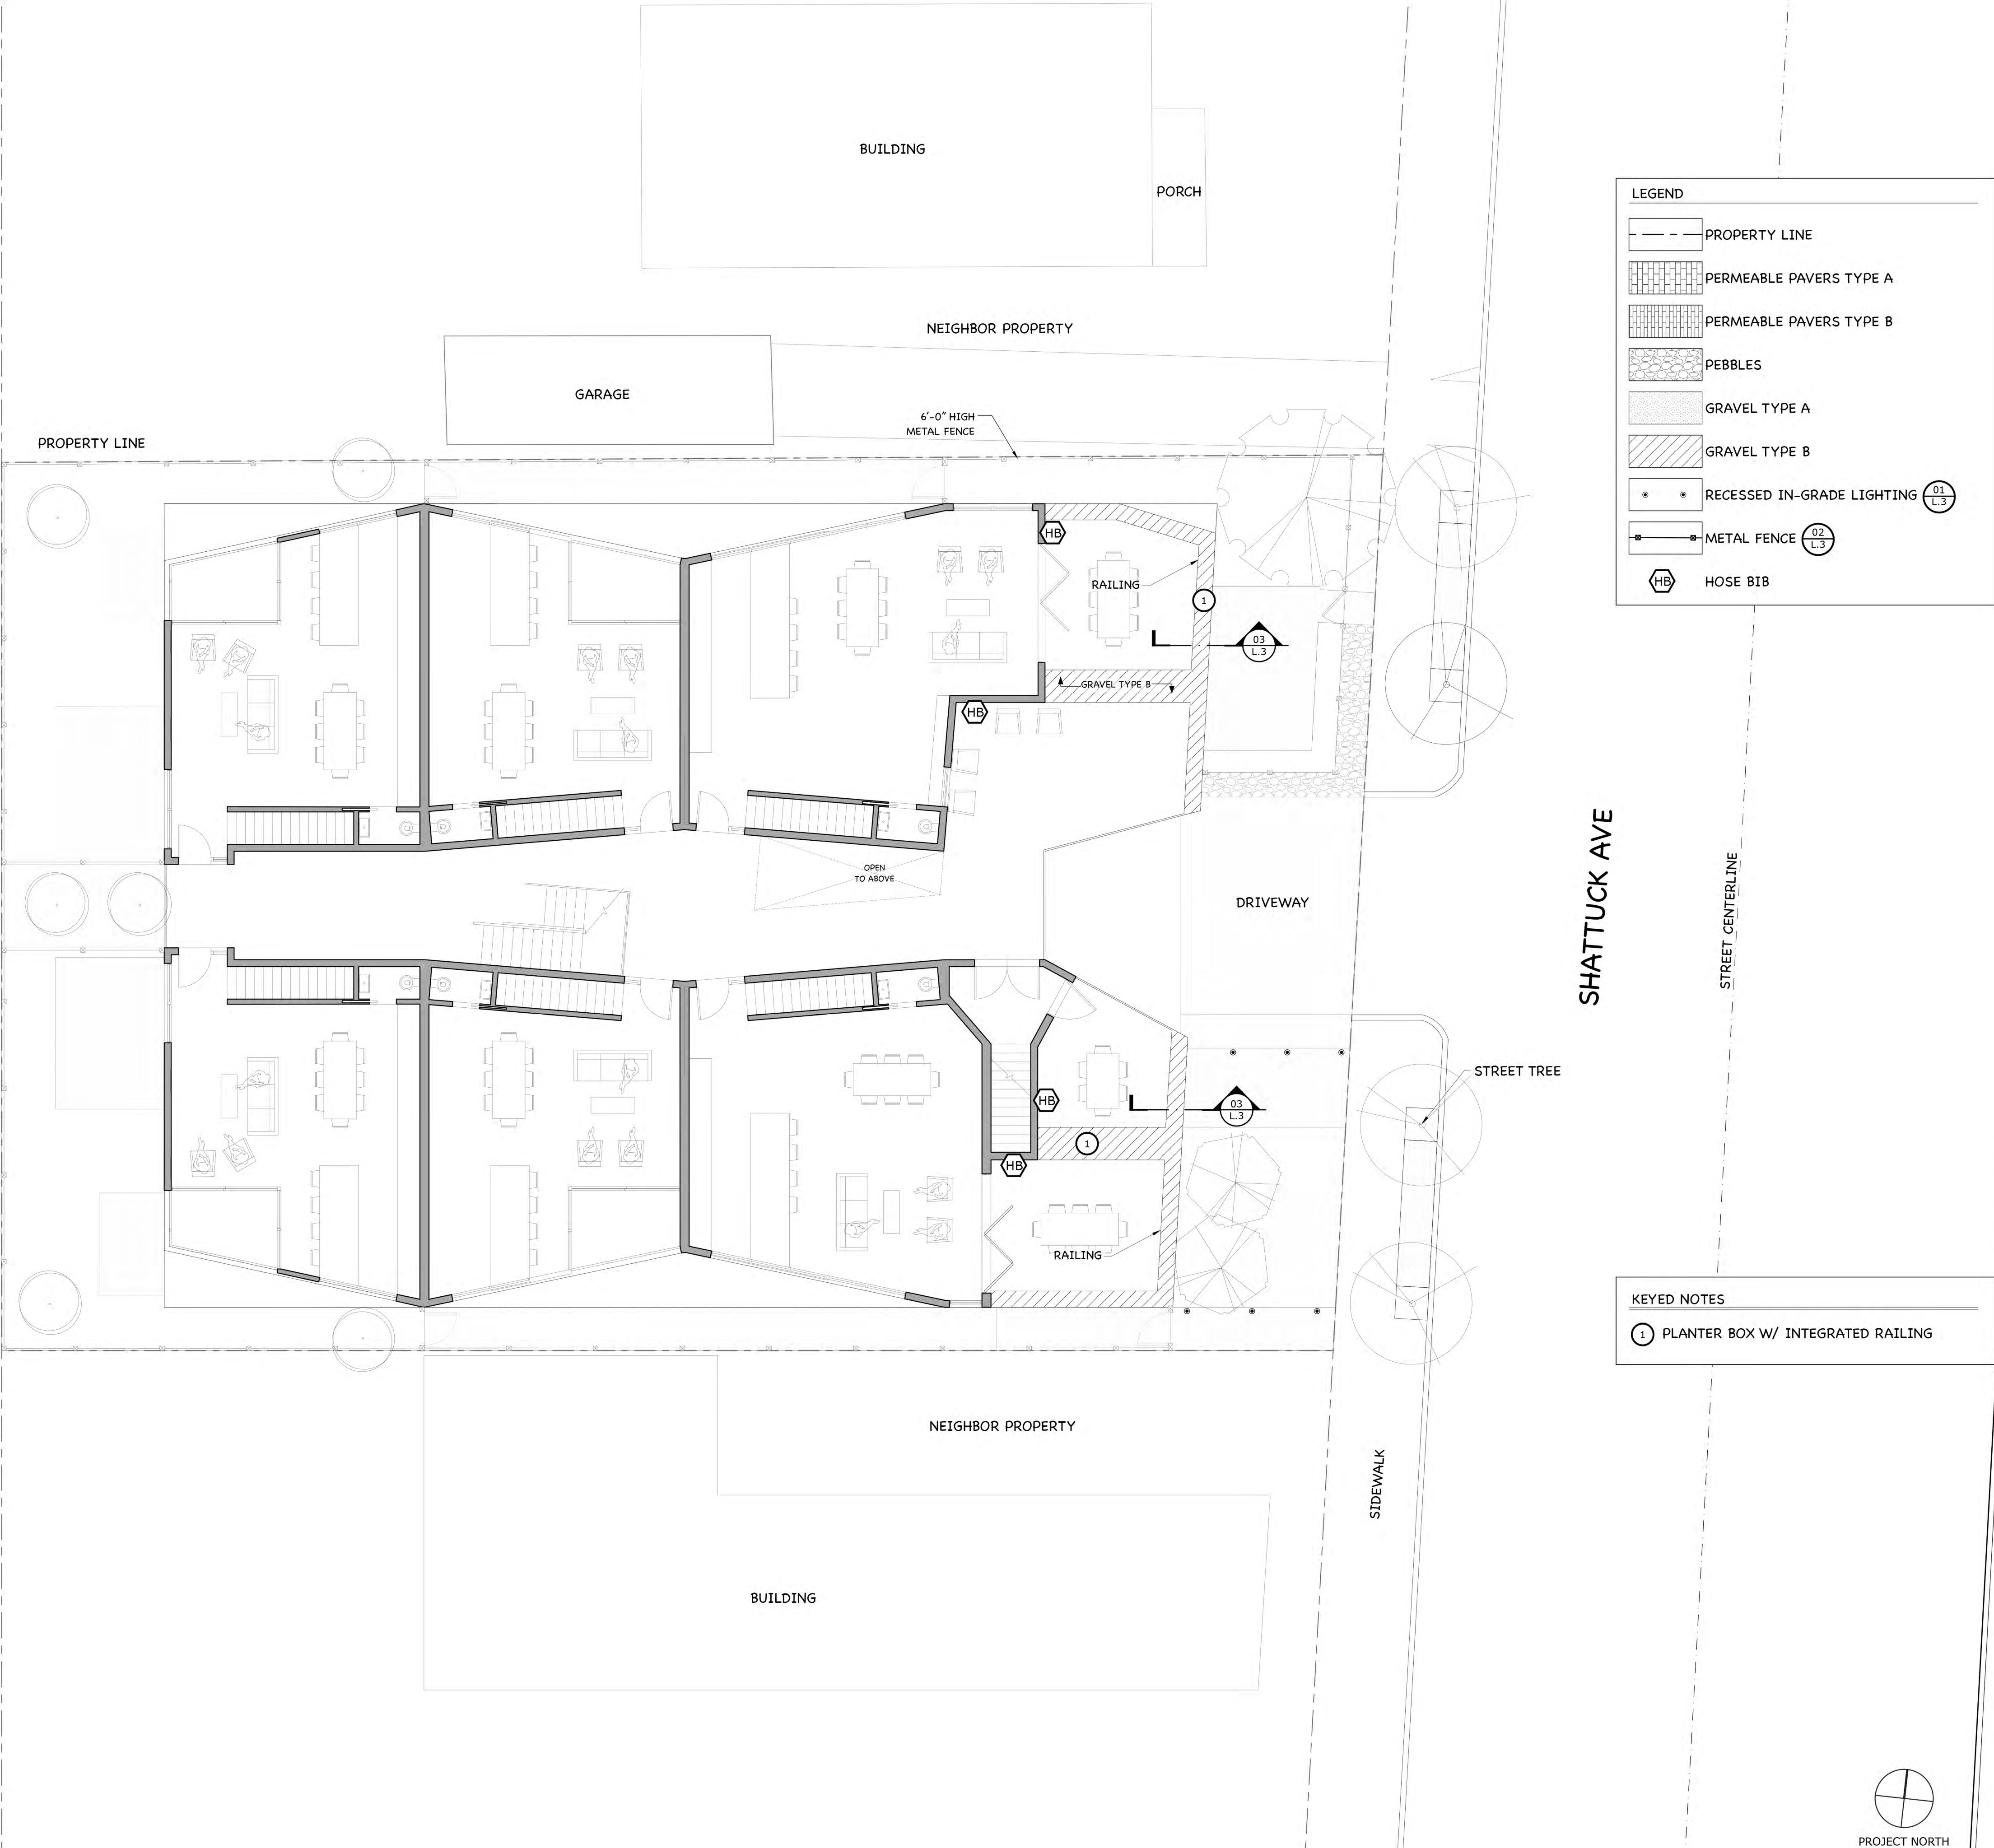 BUILDING
PORCH
LEGEND
PROPERTY LINE
PERMEABLE PAVERS TYPE A
PERMEABLE PAVERS TYPE B
PEBBLES
GRAVEL TYPE A
GRAVEL TYPE B
RECESSED IN-GRADE LIGHTING 01 L.3
METAL FENCE 02 L.3
HB HOSE BIB
NEIGHBOR PROPERTY
GARAGE
6'-0" HIGH
METAL FENCE
PROPERTY LINE
HB
RAILING
1
03
L.3
GRAVEL TYPE B
HB
OPEN
TO ABOVE
DRIVEWAY
SHATTUCK AVE
STREET CENTERLINE
STREET TREE
HB
03
L.3
1
HB
RAILING
KEYED NOTES
1 PLANTER BOX W/ INTEGRATED RAILING
NEIGHBOR PROPERTY
SIDEWALK
BUILDING
PROJECT NORTH